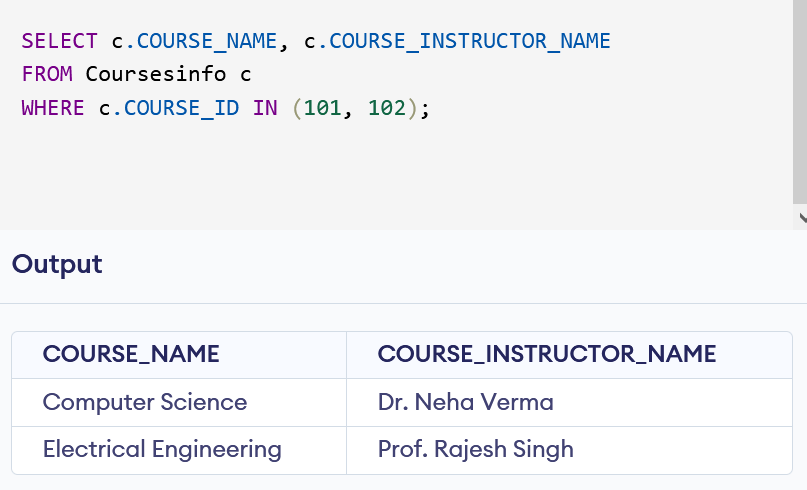 SELECT c.COURSE_NAME, c.COURSE_INSTRUCTOR_NAME
FROM Coursesinfo c
WHERE c.COURSE_ID IN (101, 102);
Output
COURSE_NAME COURSE_INSTRUCTOR_NAME
Computer Science Dr. Neha Verma
Electrical Engineering Prof. Rajesh Singh